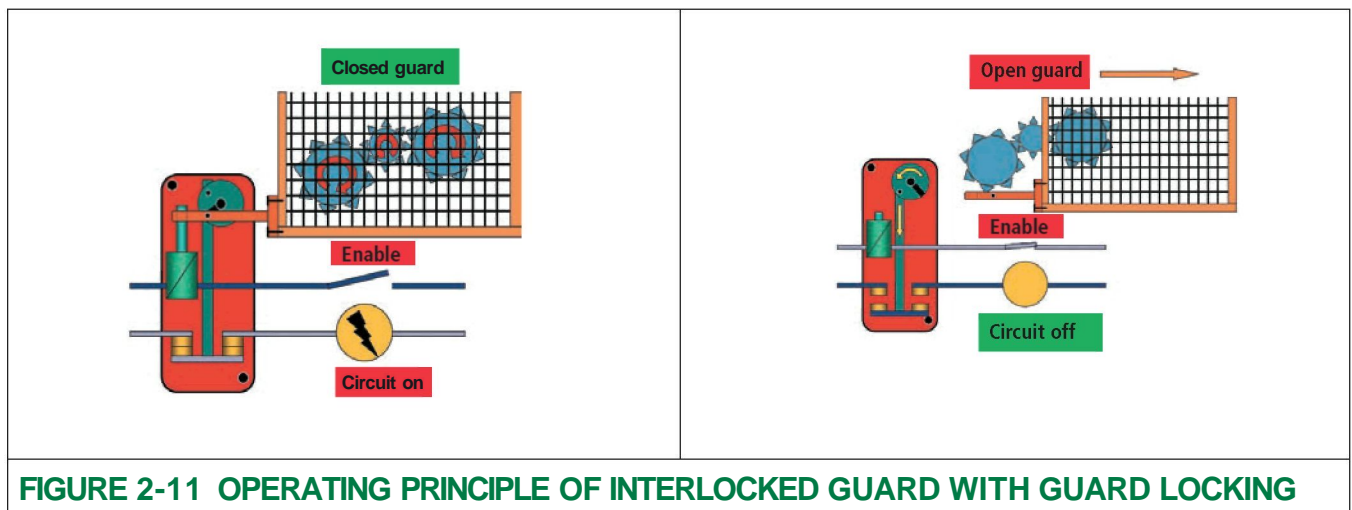 Closed guard
Enable
Circuit on
Open guard
Enable
Circuit off
FIGURE 2-11 OPERATING PRINCIPLE OF INTERLOCKED GUARD WITH GUARD LOCKING